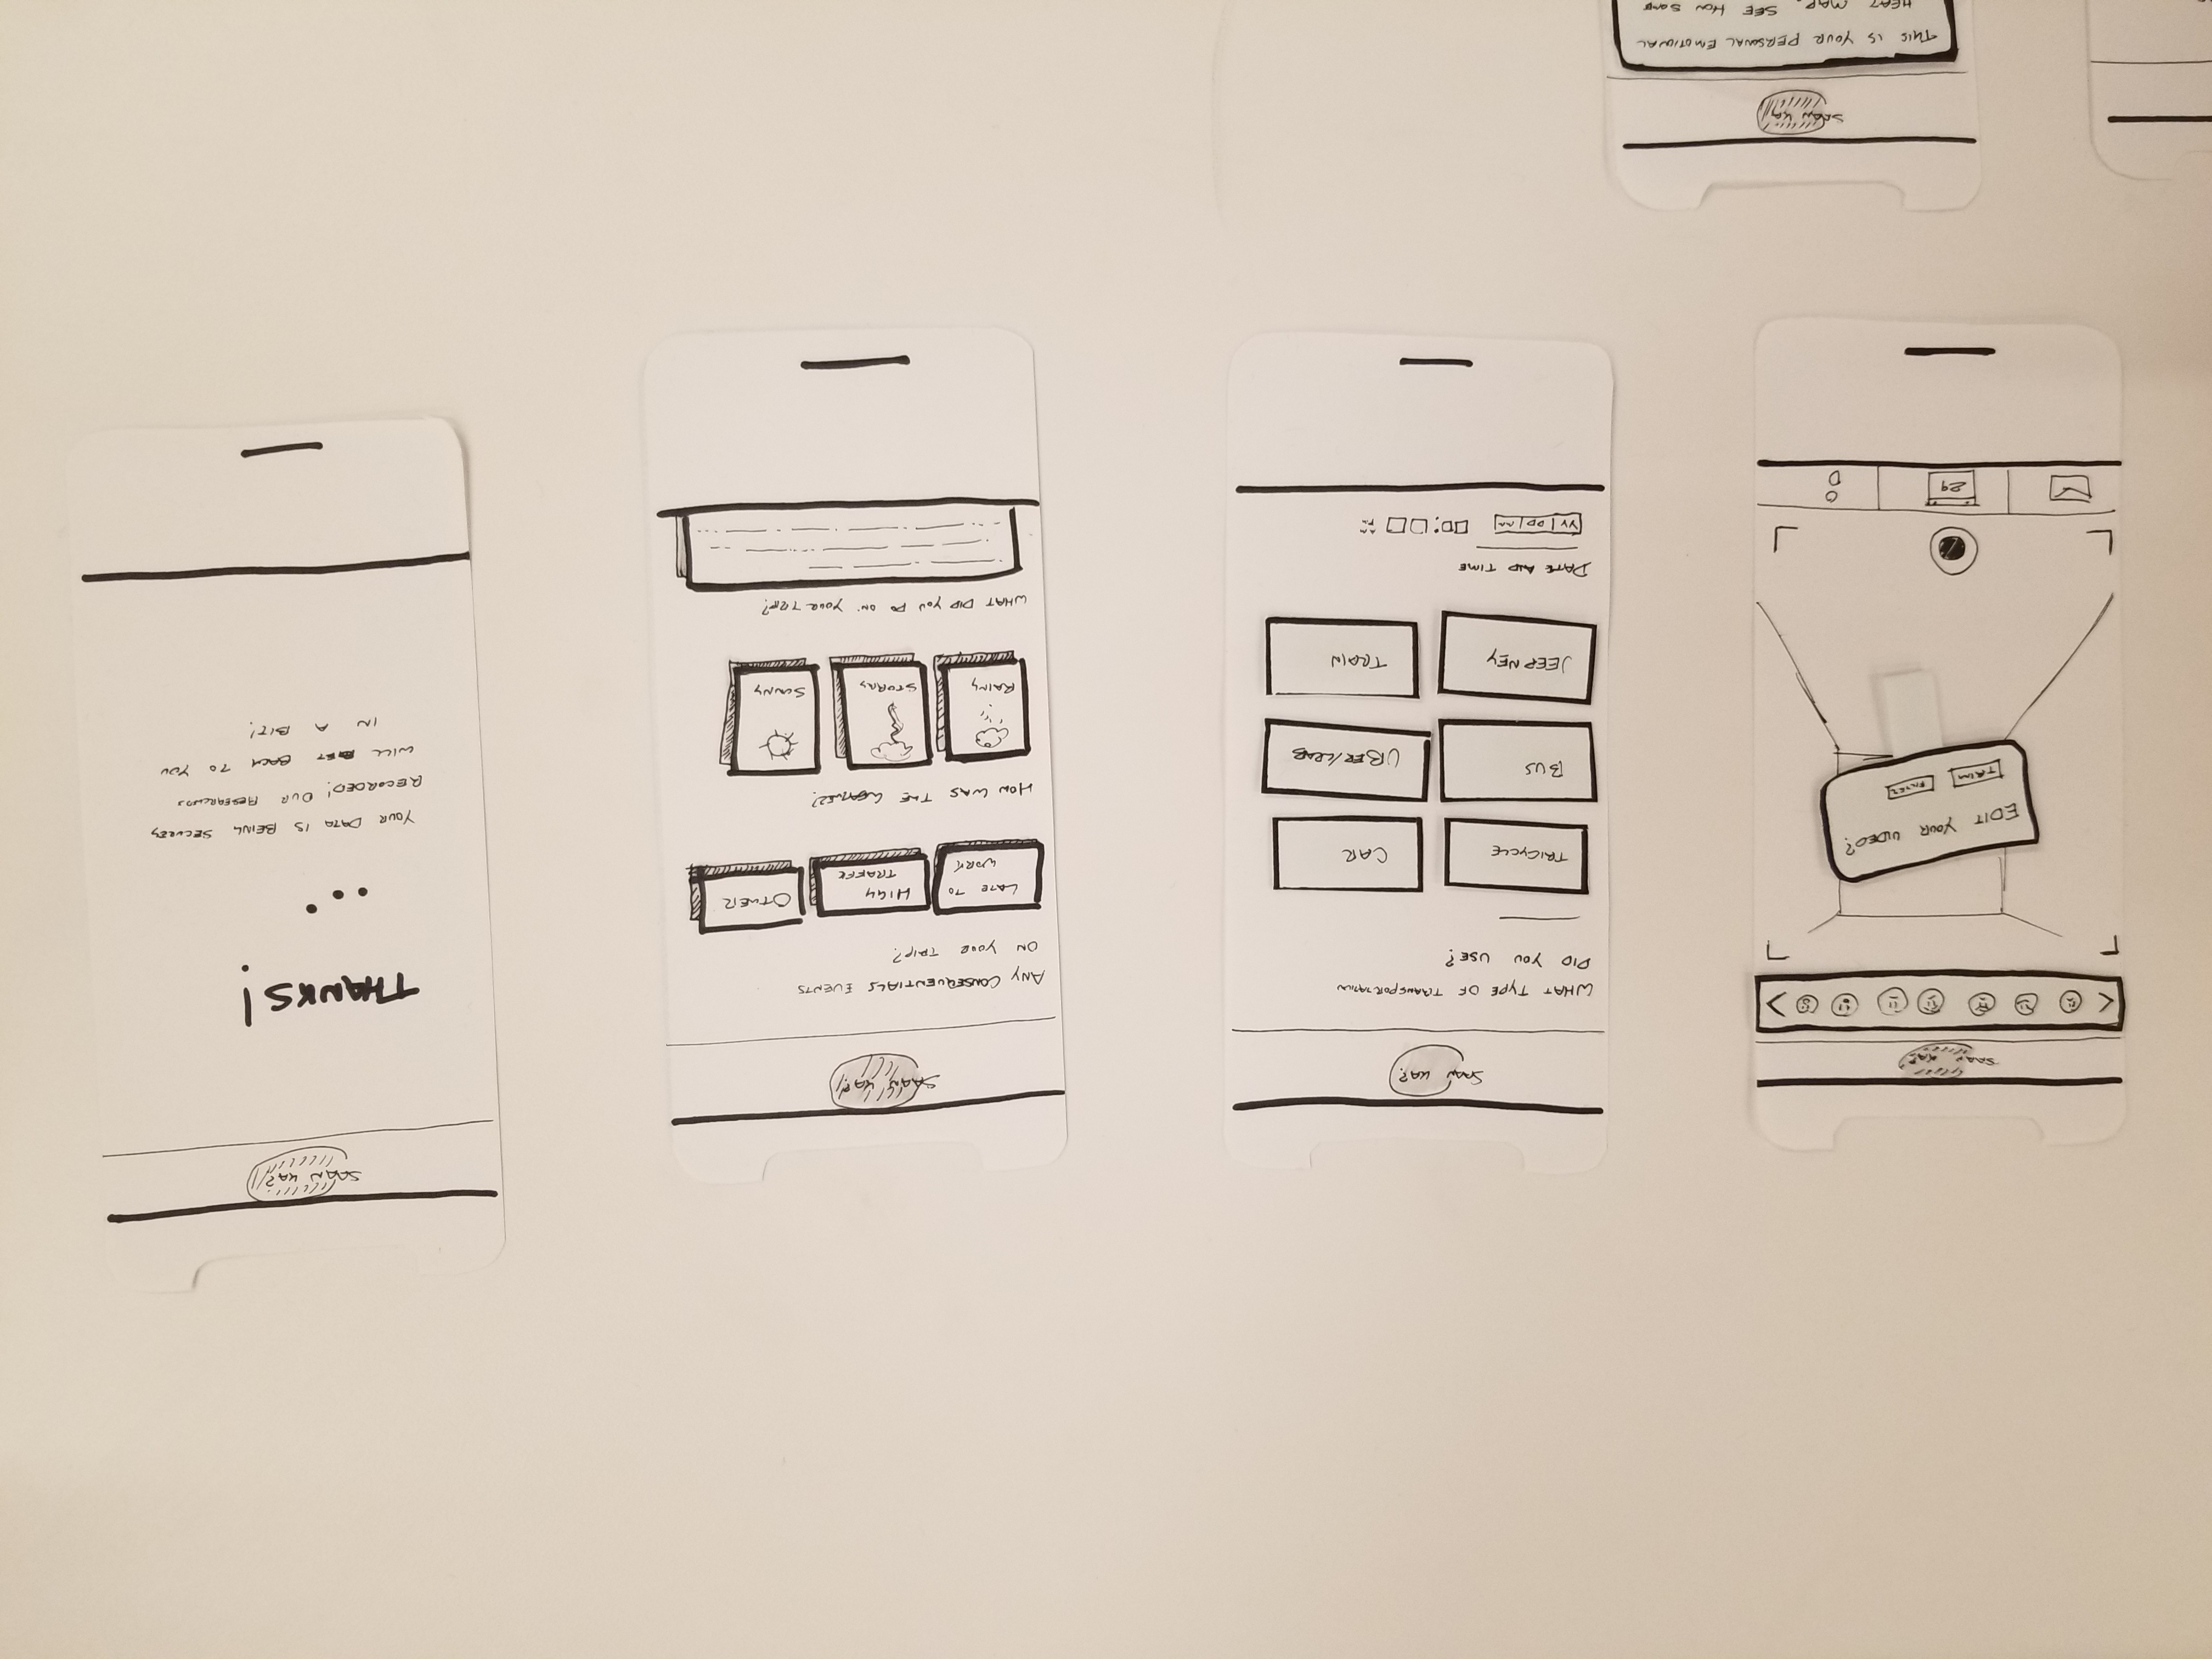 SAAN KA?
EDIT YOUR VIDEO?
TRIM
FILTER
29
SAAN KA?
WHAT TYPE OF TRANSPORTATION
DID YOU USE?
TRICYCLE
CAR
BUS
UBER/GRAB
JEEPNEY
TRAIN
DATE AND TIME
YY|DD|MM
SAAN KA?
ANY CONSEQUENTIALS EVENTS
ON YOUR TRIP?
LATE TO
WORK
HIGH
TRAFFIC
OTHER
HOW WAS THE WEATHER?
RAINY
STORMY
SUNNY
WHAT DID YOU DO ON YOUR TRIP?
SAAN KA?
THANKS!
...
YOUR DATA IS BEING SECURELY
RECORDED! OUR RESEARCHERS
WILL GET BACK TO YOU
IN A BIT!
SAAN KA?
THIS IS YOUR PERSONAL EMOTIONAL
HEAT MAP. SEE HOW SOME